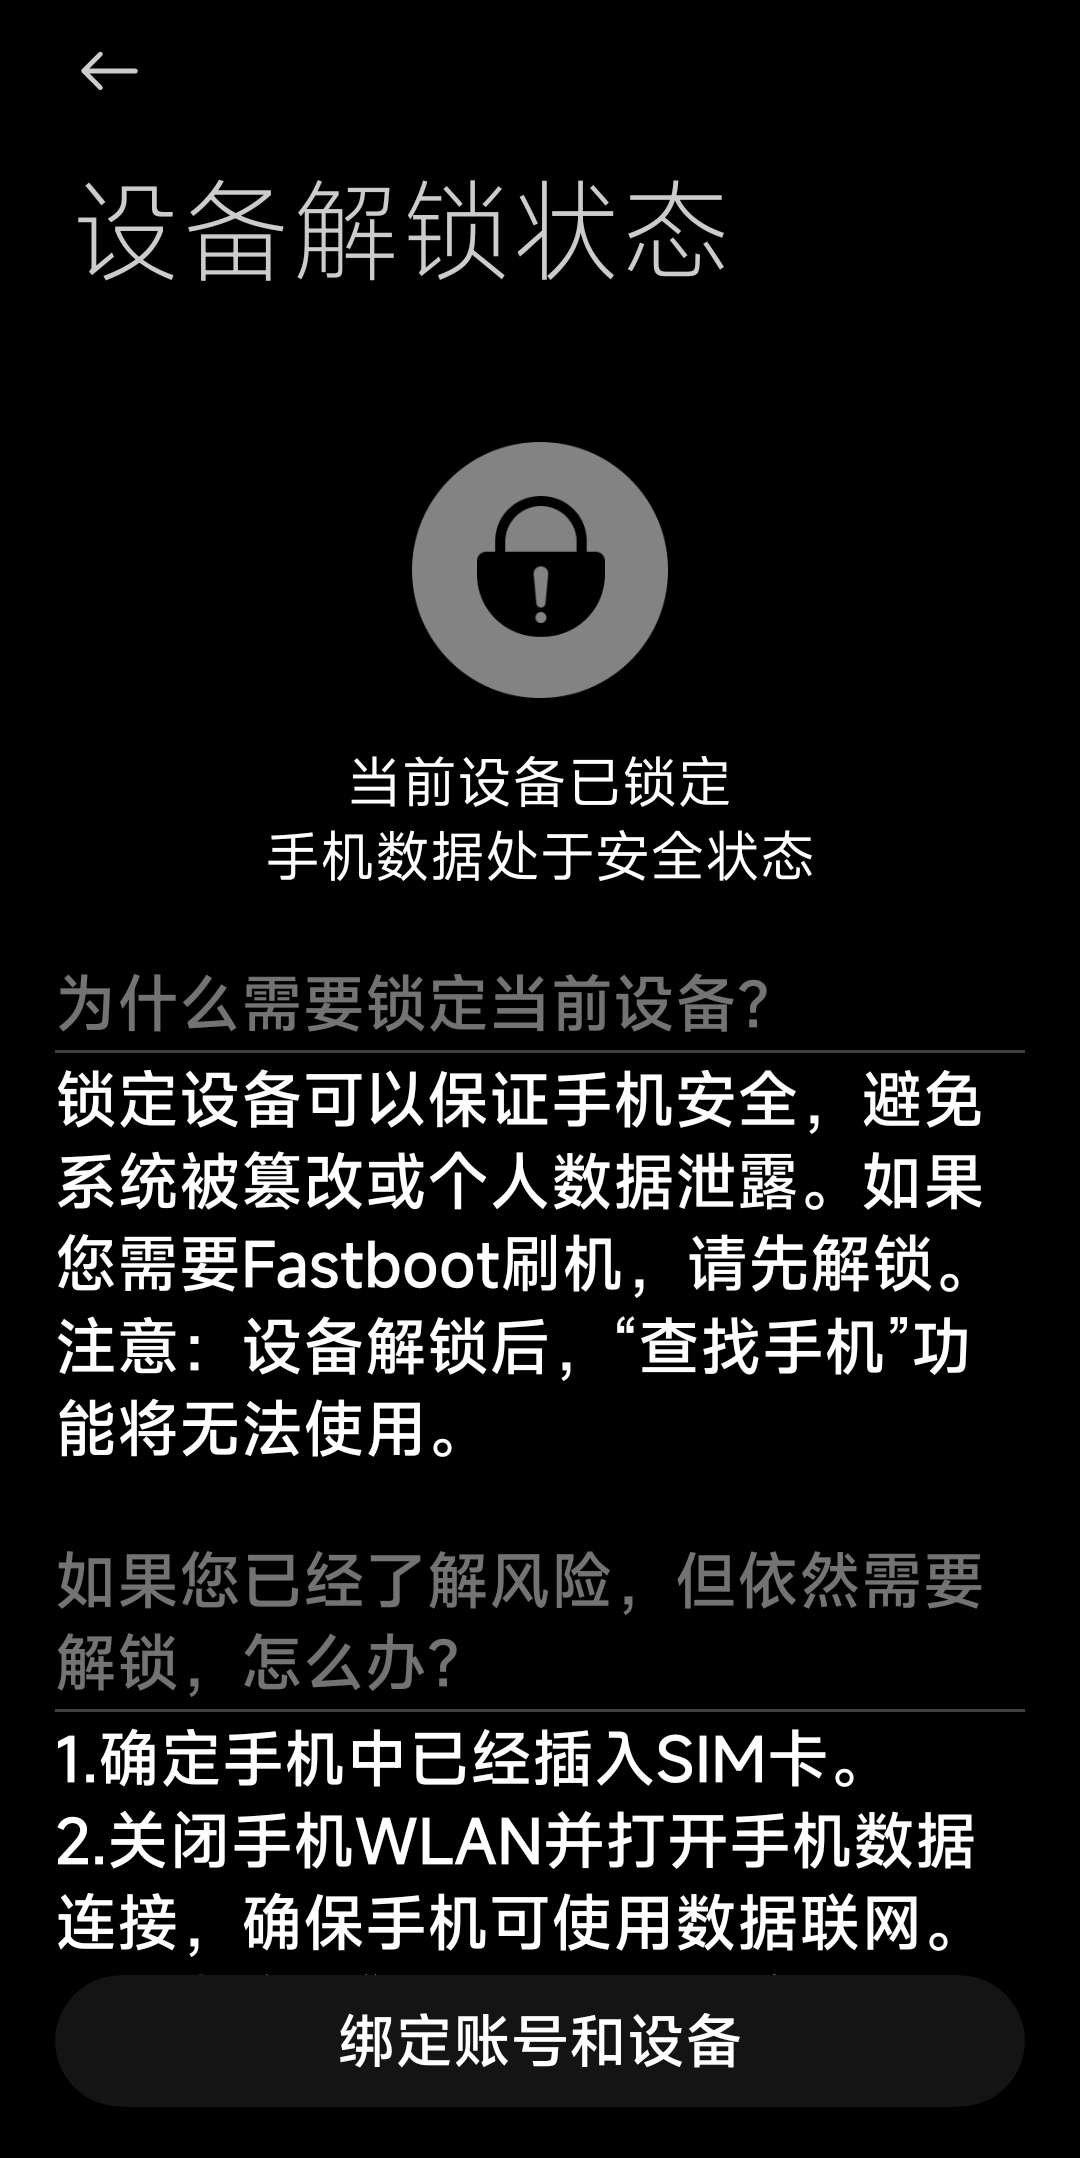 设备解锁状态
当前设备已锁定
手机数据处于安全状态
为什么需要锁定当前设备?
锁定设备可以保证手机安全，避免
系统被篡改或个人数据泄露。如果
您需要Fastboot刷机，请先解锁。
注意：设备解锁后，“查找手机”功
能将无法使用。
如果您已经了解风险，但依然需要
解锁，怎么办?
1.确定手机中已经插入SIM卡。
2.关闭手机WLAN并打开手机数据
连接，确保手机可使用数据联网。
绑定账号和设备